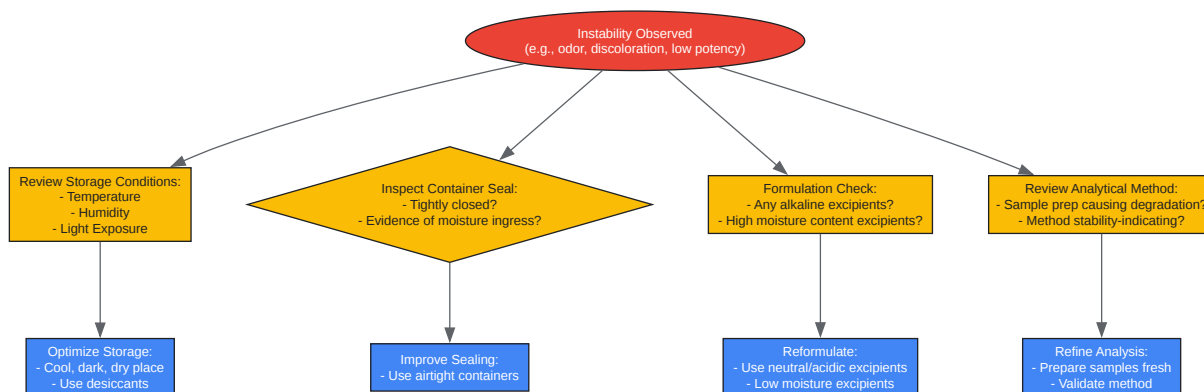 Instability Observed
(e.g., odor, discoloration, low potency)
Review Storage Conditions:
- Temperature
- Humidity
- Light Exposure
Inspect Container Seal:
- Tightly closed?
- Evidence of moisture ingress?
Formulation Check:
- Any alkaline excipients?
- High moisture content excipients?
Review Analytical Method:
- Sample prep causing degradation?
- Method stability-indicating?
Optimize Storage:
- Cool, dark, dry place
- Use desiccants
Improve Sealing:
- Use airtight containers
Reformulate:
- Use neutral/acidic excipients
- Low moisture excipients
Refine Analysis:
- Prepare samples fresh
- Validate method